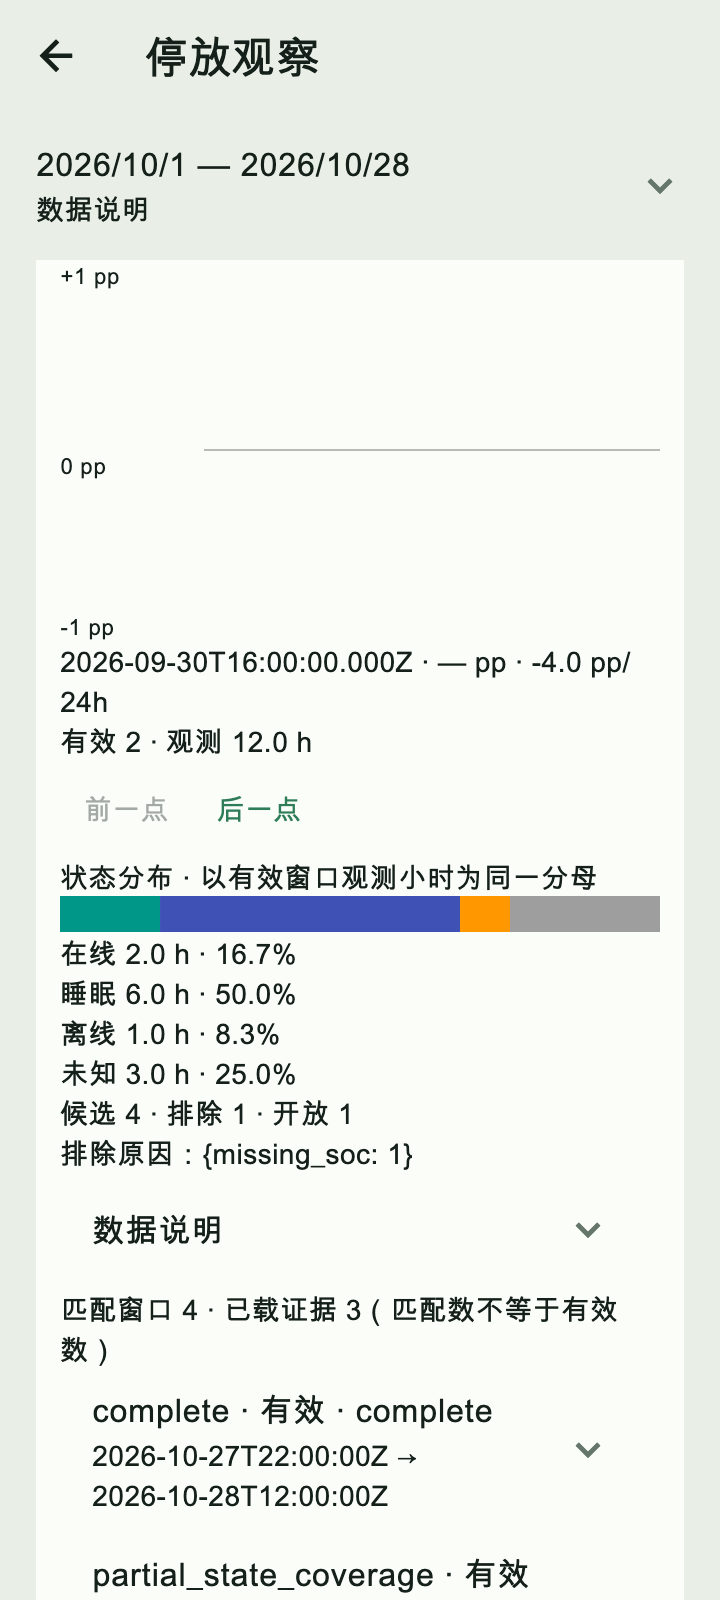 停放观察
2026/10/1 — 2026/10/28
数据说明
+1 pp
0 pp
-1 pp
2026-09-30T16:00:00.000Z · — pp · -4.0 pp/
24h
有效 2 · 观测 12.0 h
前一点 后一点
状态分布 · 以有效窗口观测小时为同一分母
在线 2.0 h · 16.7%
睡眠 6.0 h · 50.0%
离线 1.0 h · 8.3%
未知 3.0 h · 25.0%
候选 4 · 排除 1 · 开放 1
排除原因：{missing_soc: 1}
数据说明
匹配窗口 4 · 已载证据 3（匹配数不等于有效
数）
complete · 有效 · complete
2026-10-27T22:00:00Z →
2026-10-28T12:00:00Z
partial_state_coverage · 有效